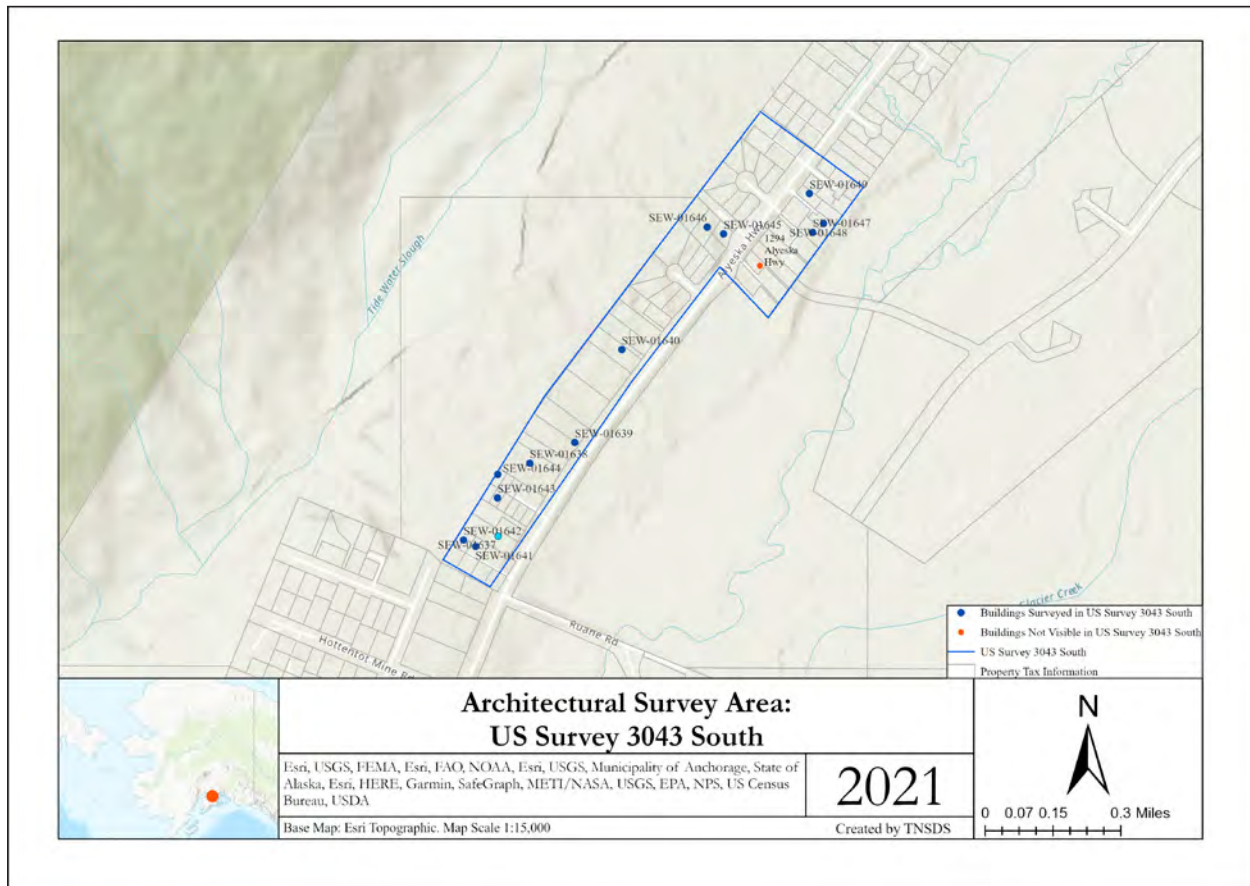 SEW-01649
SEW-01646
SEW-01645
SEW-01647
SEW-01648
Alyeska Hwy
1294
Alyeska
Hwy
Tide Water Slough
SEW-01640
SEW-01639
SEW-01638
SEW-01644
SEW-01643
SEW-01642
SEW-01637
SEW-01641
Glacier Creek
Ruane Rd
Hottentot Mine Rd
Buildings Surveyed in US Survey 3043 South
Buildings Not Visible in US Survey 3043 South
US Survey 3043 South
Property Tax Information
Architectural Survey Area:
US Survey 3043 South
Esri, USGS, FEMA, Esri, FAO, NOAA, Esri, USGS, Municipality of Anchorage, State of
Alaska, Esri, HERE, Garmin, SafeGraph, METI/NASA, USGS, EPA, NPS, US Census
Bureau, USDA
2021
Base Map: Esri Topographic. Map Scale 1:15,000
Created by TNSDS
N
0 0.07 0.15 0.3 Miles